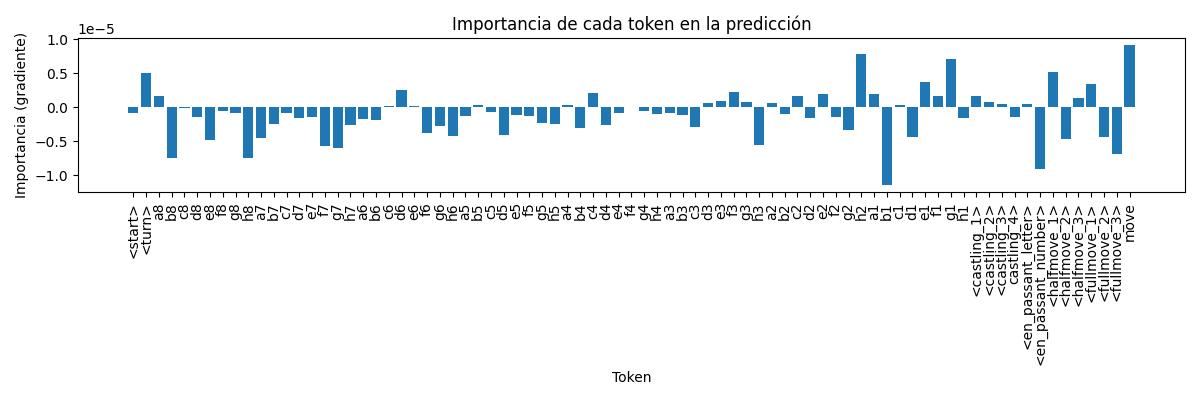 Importancia de cada token en la predicción
1e−5
Importancia (gradiente)
1.0
0.5
0.0
−0.5
−1.0
<start>
<turn>
a8
b8
c8
d8
e8
f8
g8
h8
a7
b7
c7
d7
e7
f7
g7
h7
a6
b6
c6
d6
e6
f6
g6
h6
a5
b5
c5
d5
e5
f5
g5
h5
a4
b4
c4
d4
e4
f4
g4
h4
a3
b3
c3
d3
e3
f3
g3
h3
a2
b2
c2
d2
e2
f2
g2
h2
a1
b1
c1
d1
e1
f1
g1
h1
<castling_1>
<castling_2>
<castling_3>
castling_4>
<en_passant_letter>
<en_passant_number>
<halfmove_1>
<halfmove_2>
<halfmove_3>
<fullmove_1>
<fullmove_2>
<fullmove_3>
move
Token